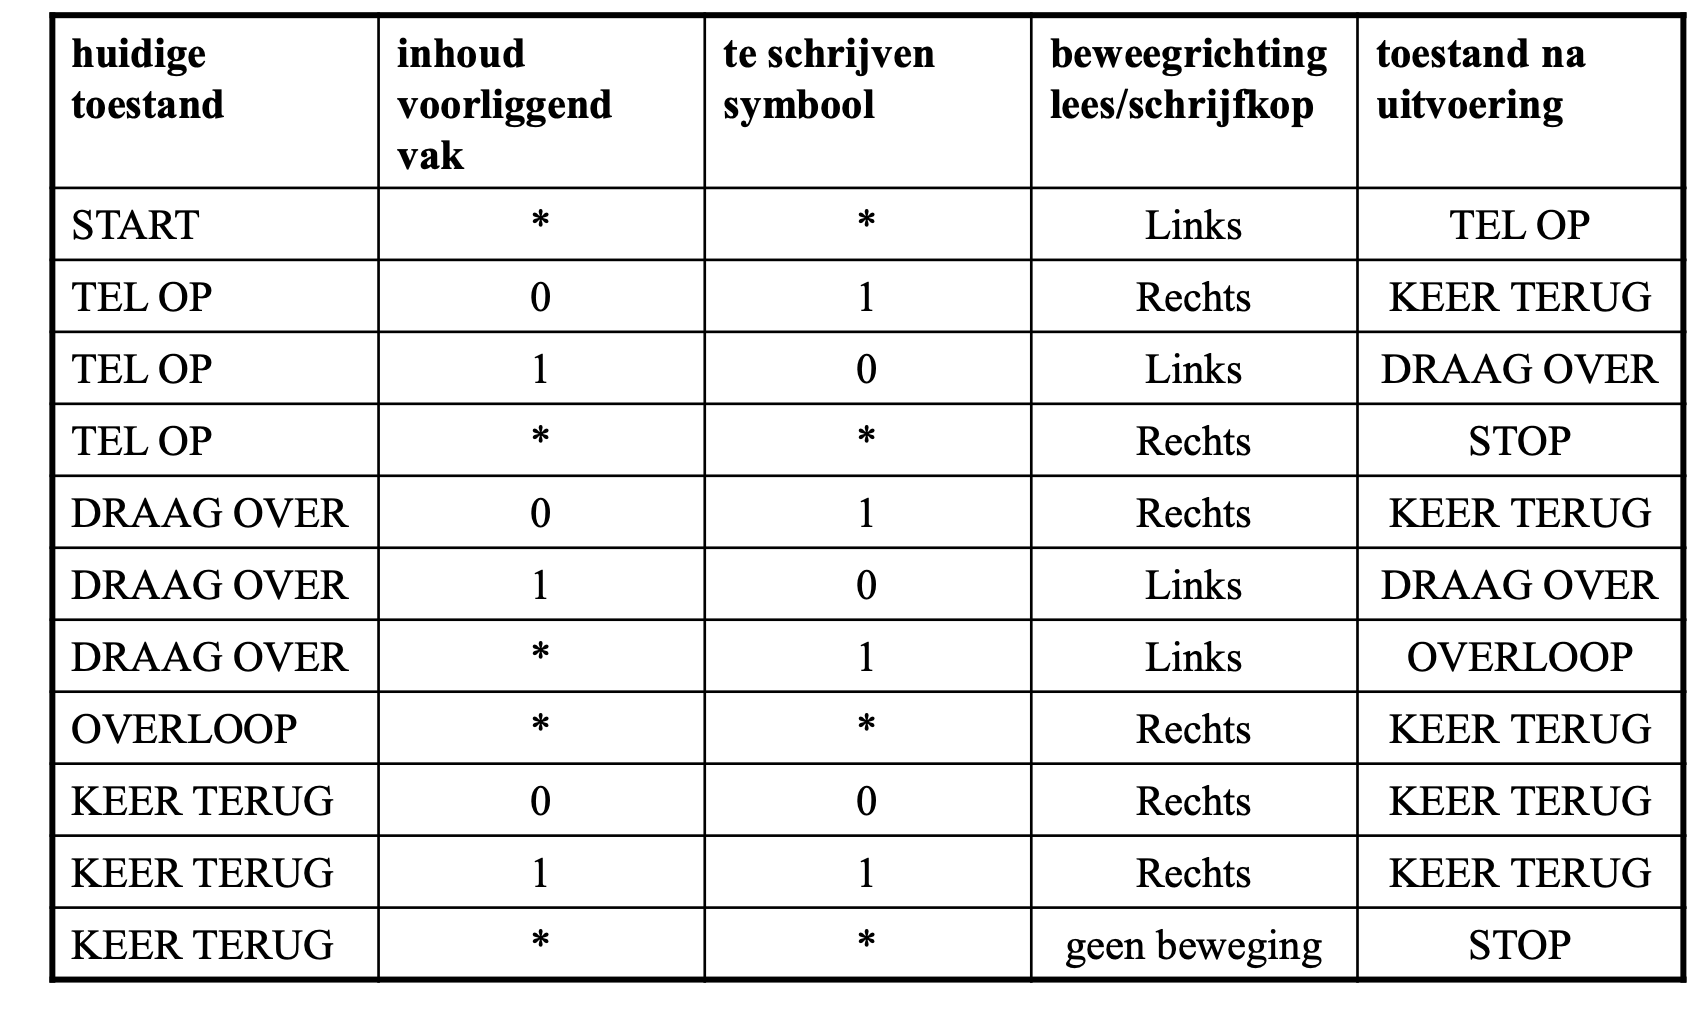 huidige toestand | inhoud voorliggend vak | te schrijven symbool | beweegrichting lees/schrijfkop | toestand na uitvoering
START | * | * | Links | TEL OP
TEL OP | 0 | 1 | Rechts | KEER TERUG
TEL OP | 1 | 0 | Links | DRAAG OVER
TEL OP | * | * | Rechts | STOP
DRAAG OVER | 0 | 1 | Rechts | KEER TERUG
DRAAG OVER | 1 | 0 | Links | DRAAG OVER
DRAAG OVER | * | 1 | Links | OVERLOOP
OVERLOOP | * | * | Rechts | KEER TERUG
KEER TERUG | 0 | 0 | Rechts | KEER TERUG
KEER TERUG | 1 | 1 | Rechts | KEER TERUG
KEER TERUG | * | * | geen beweging | STOP